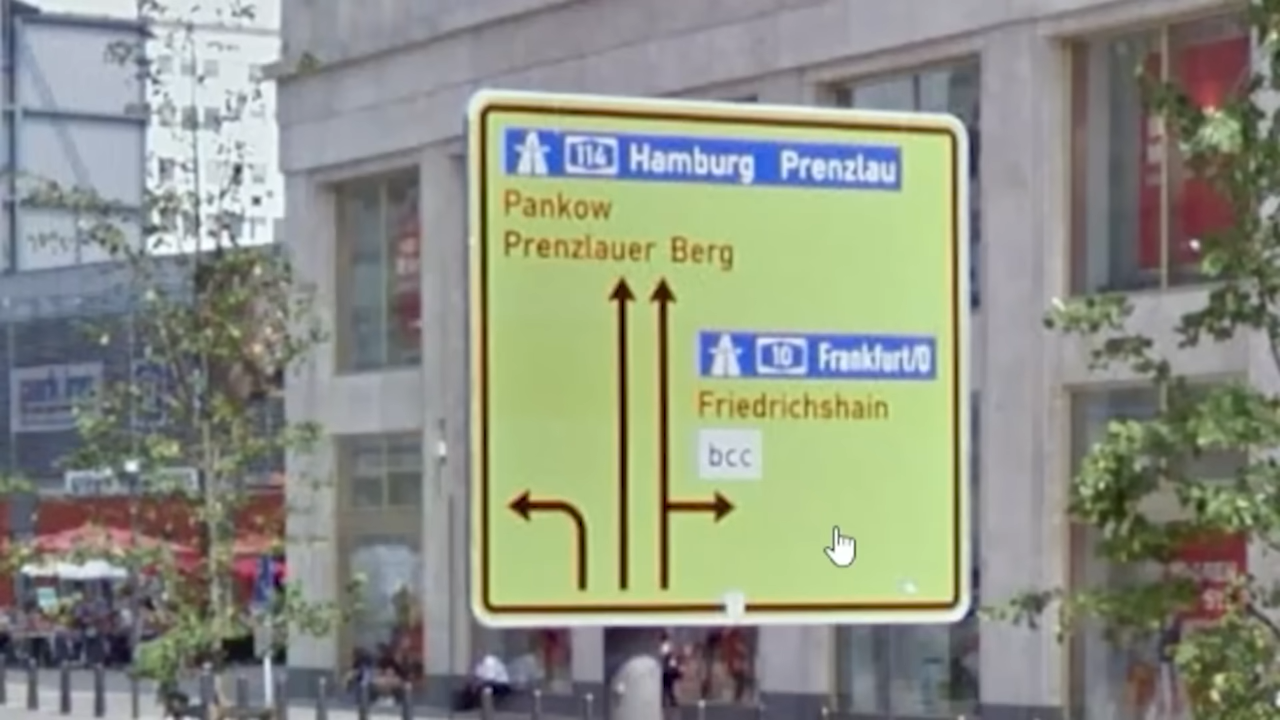 114 Hamburg Prenzlau
Pankow
Prenzlauer Berg
10 Frankfurt/O
Friedrichshain
bcc